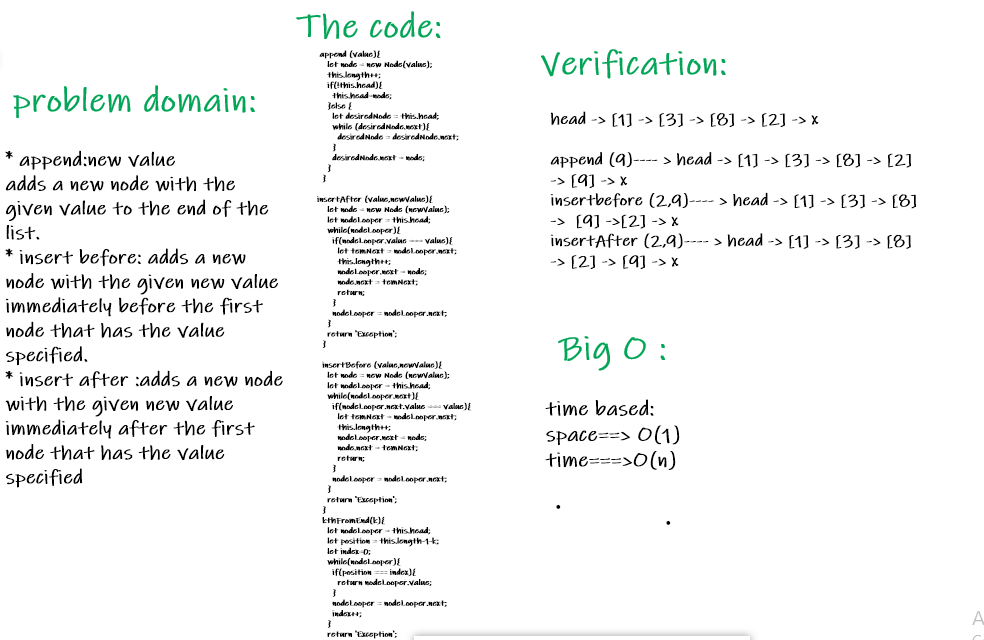 problem domain:
* append:new value
adds a new node with the
given value to the end of the
list.
* insert before: adds a new
node with the given new value
immediately before the first
node that has the value
specified.
* insert after :adds a new node
with the given new value
immediately after the first
node that has the value
specified
The code:
append (value){
let node = new Node(value);
this.length++;
if(!this.head){
this.head=node;
}else {
let desiredNode = this.head;
while (desiredNode.next){
desiredNode = desiredNode.next;
}
desiredNode.next = node;
}
}
insertAfter (value,newValue){
let node = new Node (newValue);
let nodeLooper = this.head;
while(nodeLooper){
if(nodeLooper.value === value){
let temNext = nodeLooper.next;
this.length++;
nodeLooper.next = node;
node.next = temNext;
return;
}
nodeLooper = nodeLooper.next;
}
return 'Exception';
}
insertBefore (value,newValue){
let node = new Node (newValue);
let nodeLooper = this.head;
while(nodeLooper.next){
if(nodeLooper.next.value === value){
let temNext = nodeLooper.next;
this.length++;
nodeLooper.next = node;
node.next = temNext;
return;
}
nodeLooper = nodeLooper.next;
}
return 'Exception';
}
kthFromEnd(k){
let nodeLooper = this.head;
let position = this.length-1-k;
let index=0;
while(nodeLooper){
if(position === index){
return nodeLooper.value;
}
nodeLooper = nodeLooper.next;
index++;
}
return 'Exception';
Verification:
head -> [1] -> [3] -> [8] -> [2] -> x
append (9)---- > head -> [1] -> [3] -> [8] -> [2]
-> [9] -> x
insertbefore (2,9)---- > head -> [1] -> [3] -> [8]
-> [9] ->[2] -> x
insertAfter (2,9)---- > head -> [1] -> [3] -> [8]
-> [2] -> [9] -> x
Big O :
time based:
space==> O(1)
time===>O(n)
A